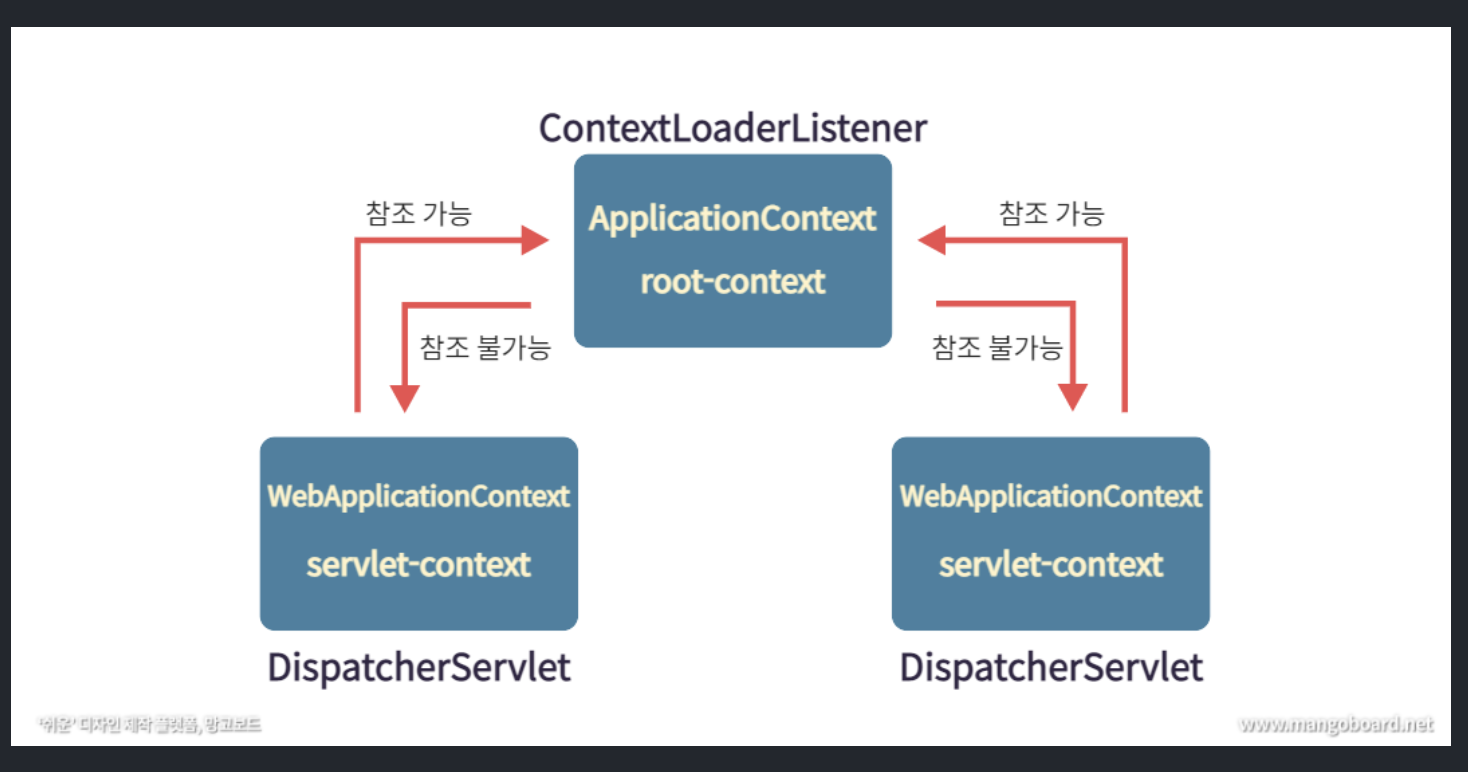 ContextLoaderListener
참조 가능
ApplicationContext
root-context
참조 가능
참조 불가능
참조 불가능
WebApplicationContext
servlet-context
WebApplicationContext
servlet-context
DispatcherServlet
DispatcherServlet
'쉬운' 디자인 제작 플랫폼, 망고보드
www.mangoboard.net